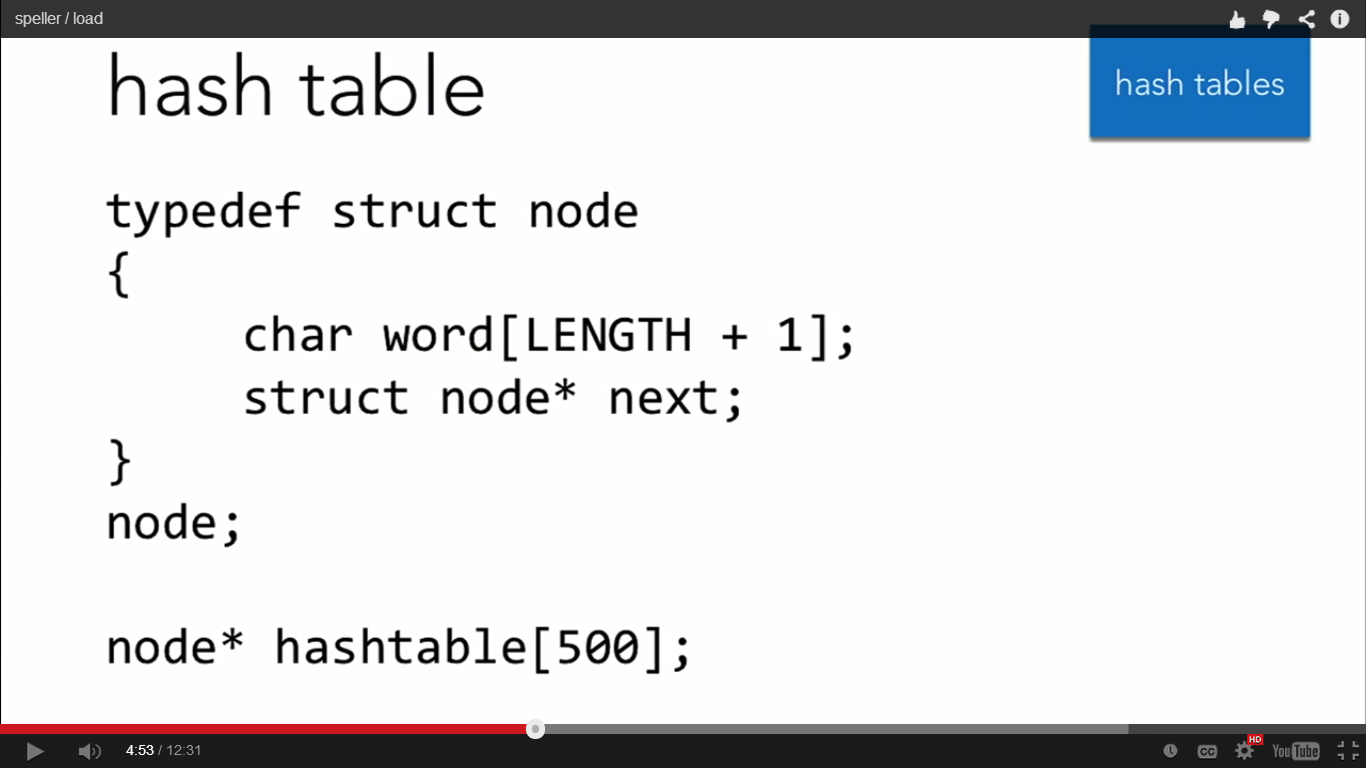 speller / load
hash table
hash tables
typedef struct node
{
char word[LENGTH + 1];
struct node* next;
}
node;
node* hashtable[500];
4:53 / 12:31
CC
HD
YouTube